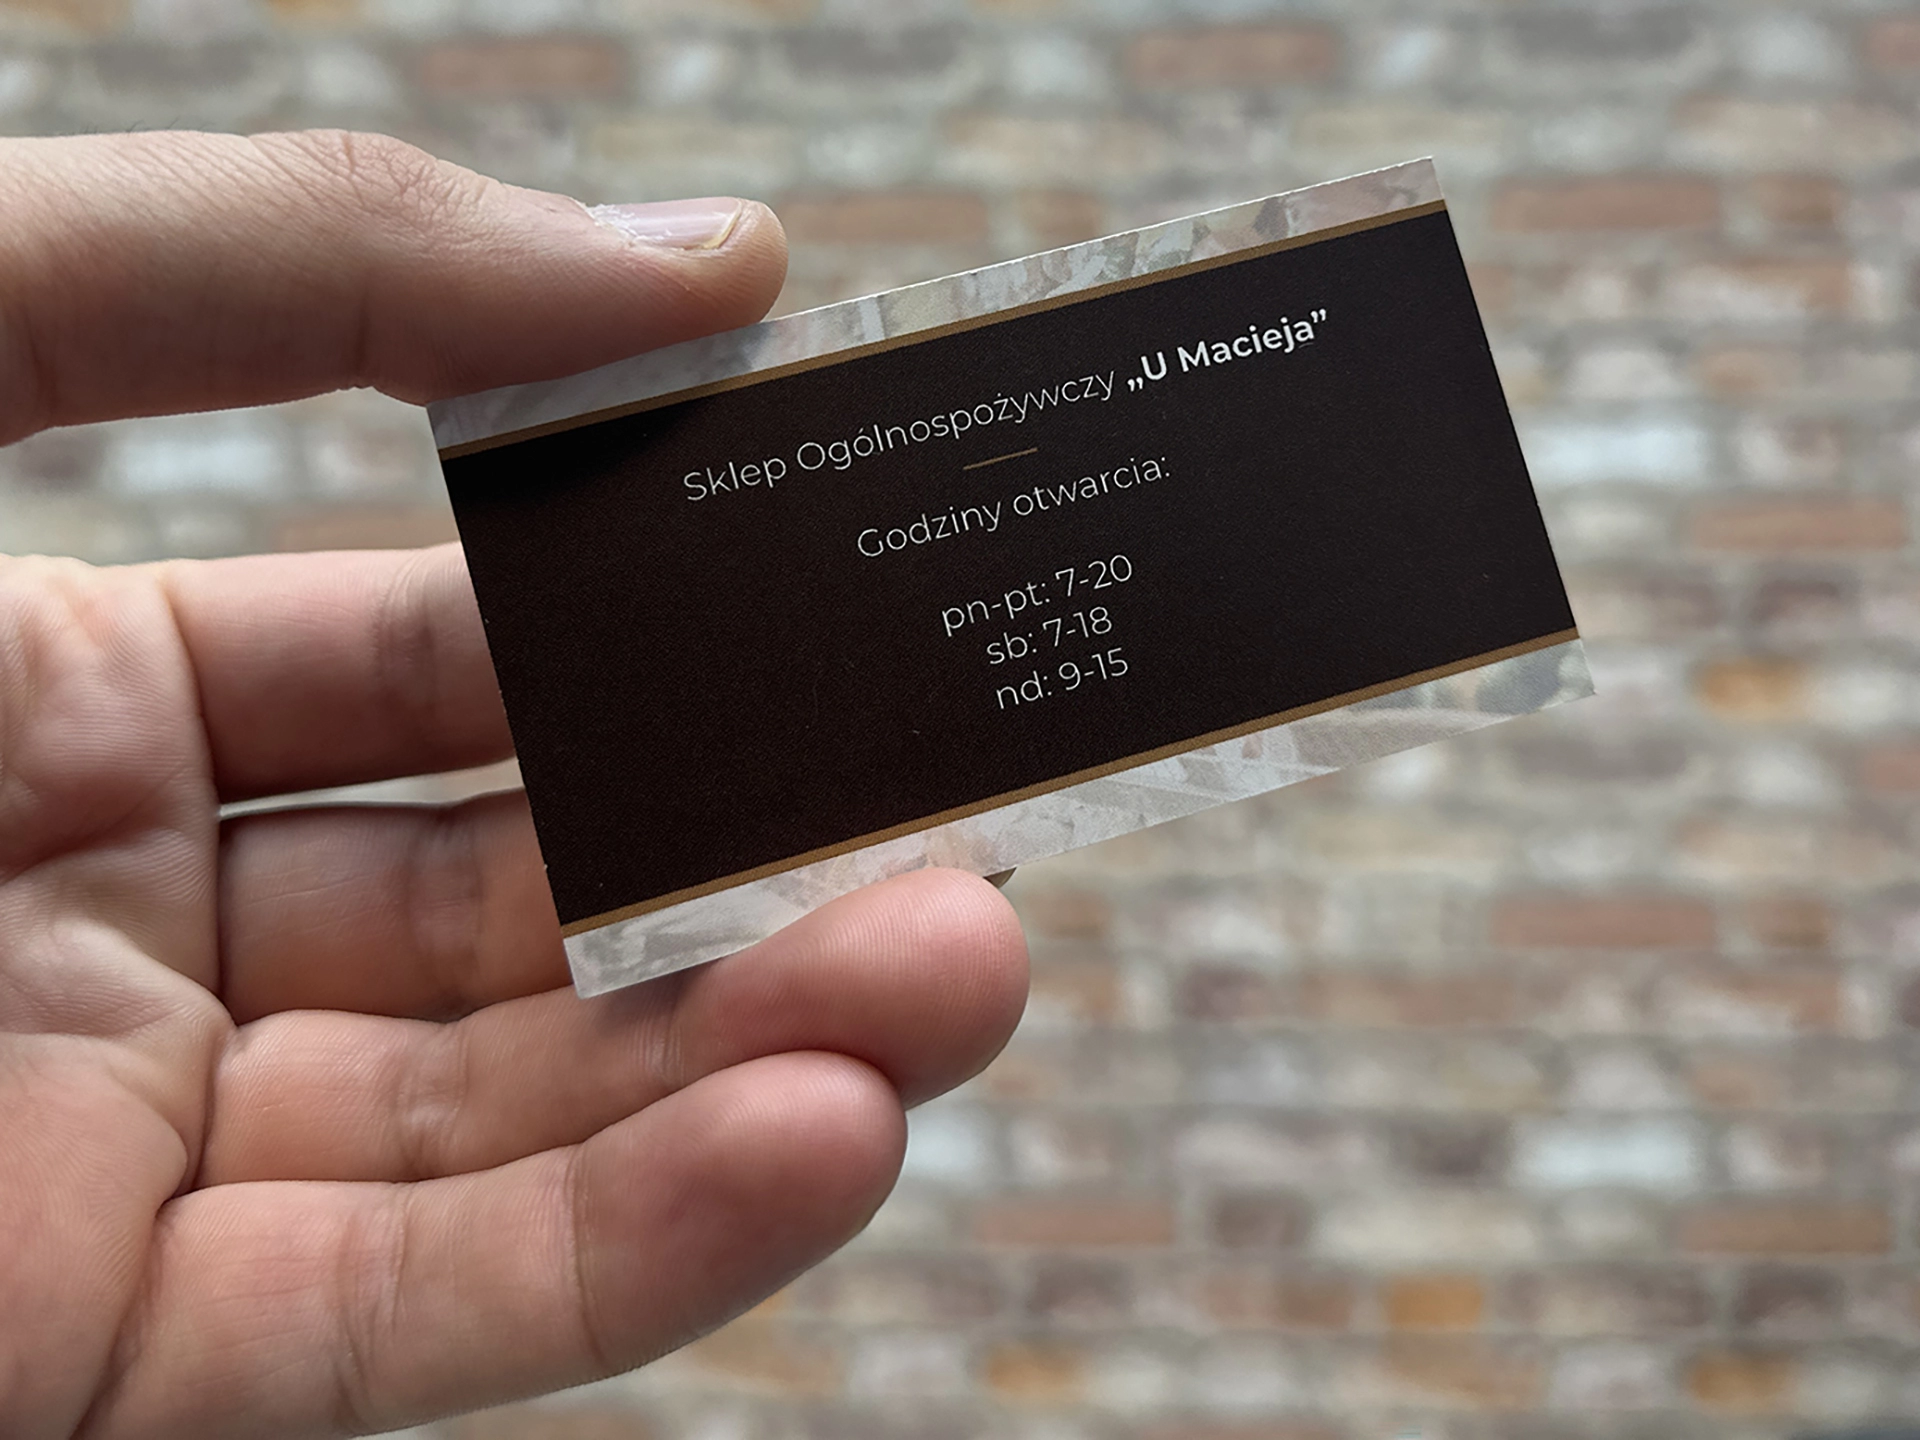 Sklep Ogólnospożywczy „U Macieja”
Godziny otwarcia:
pn-pt: 7-20
sb: 7-18
nd: 9-15